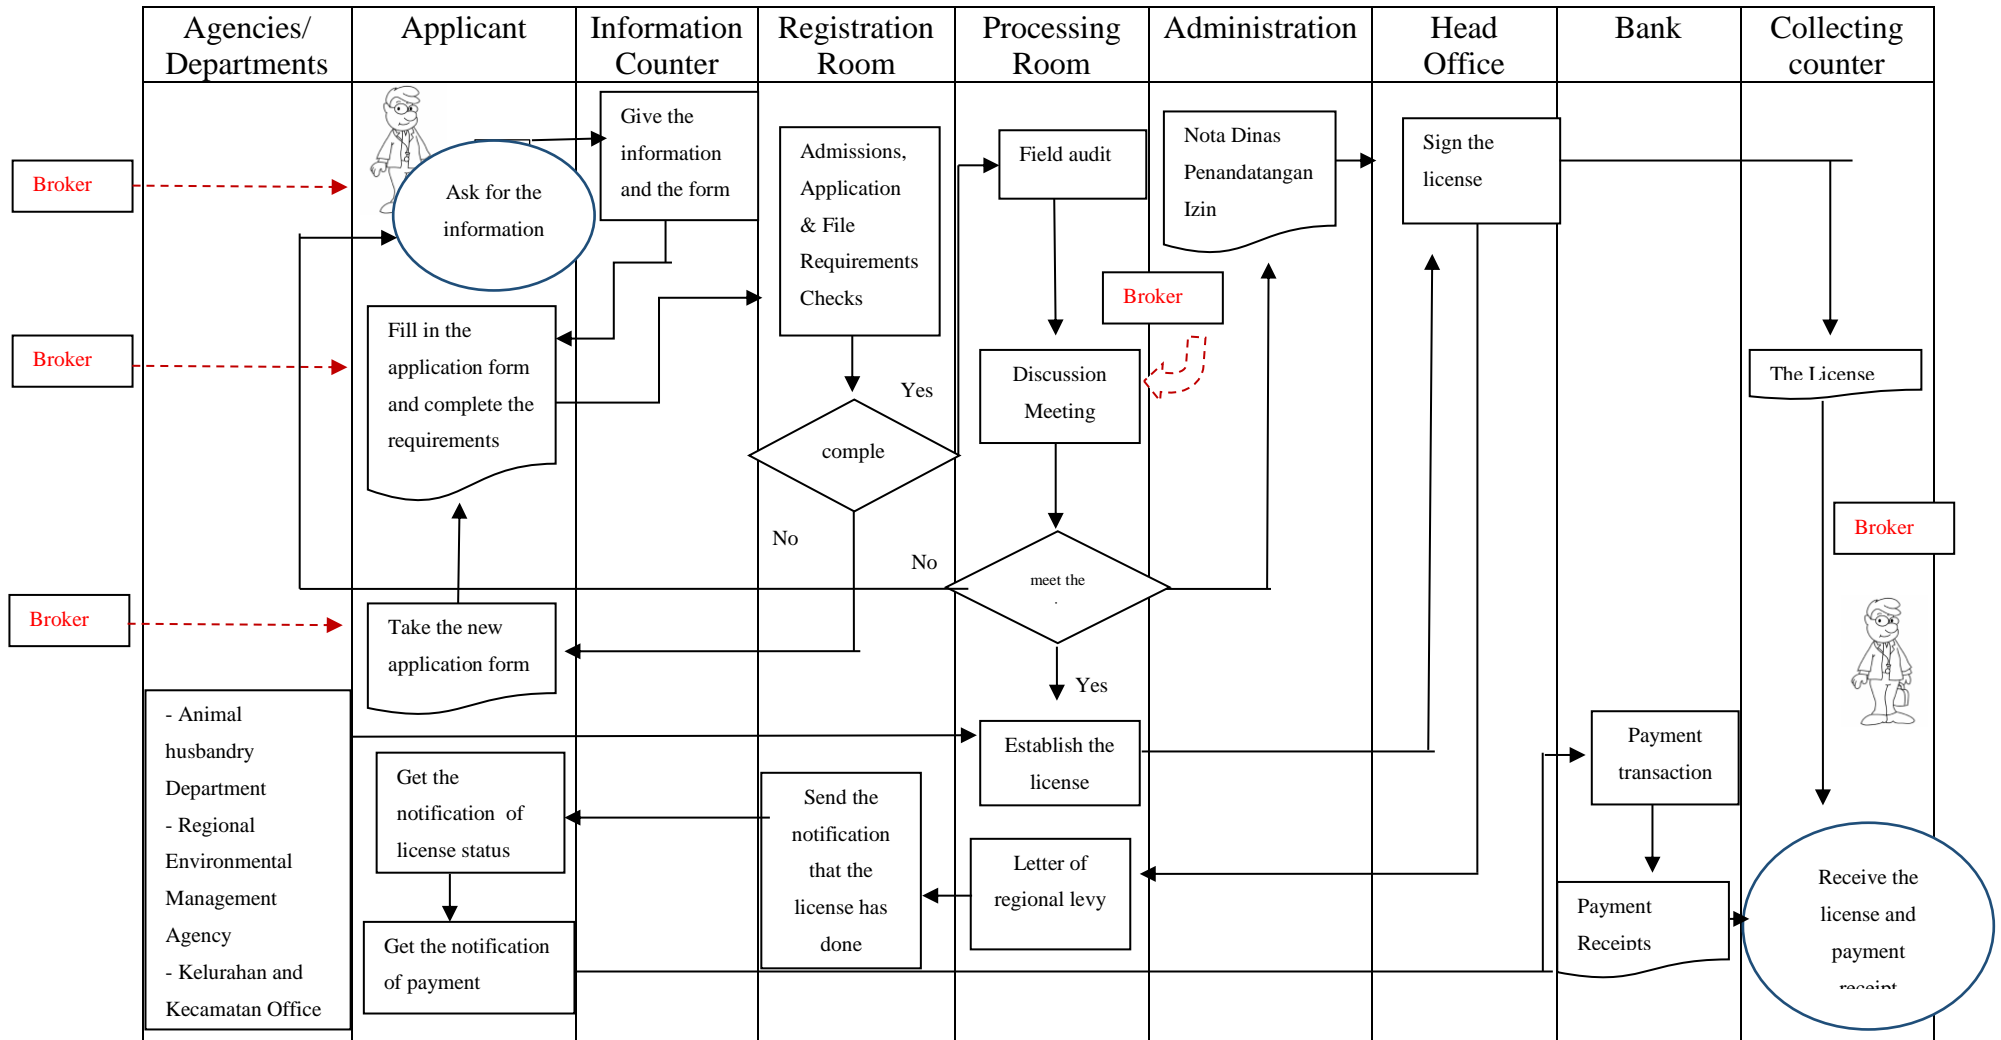 Agencies/
Departments
Applicant
Information
Counter
Registration
Room
Processing
Room
Administration
Head
Office
Bank
Collecting
counter
Broker
Ask for the
information
Give the
information
and the form
Admissions,
Application
& File
Requirements
Checks
Field audit
Nota Dinas
Penandatangan
Izin
Sign the
license
Broker
Broker
Fill in the
application form
and complete the
requirements
Yes
comple
Discussion
Meeting
The License
Broker
No
No
meet the
Broker
Take the new
application form
Yes
- Animal
husbandry
Department
- Regional
Environmental
Management
Agency
- Kelurahan and
Kecamatan Office
Get the
notification of
license status
Get the notification
of payment
Send the
notification
that the
license has
done
Establish the
license
Letter of
regional levy
Payment
transaction
Payment
Receipts
Receive the
license and
payment
receipt